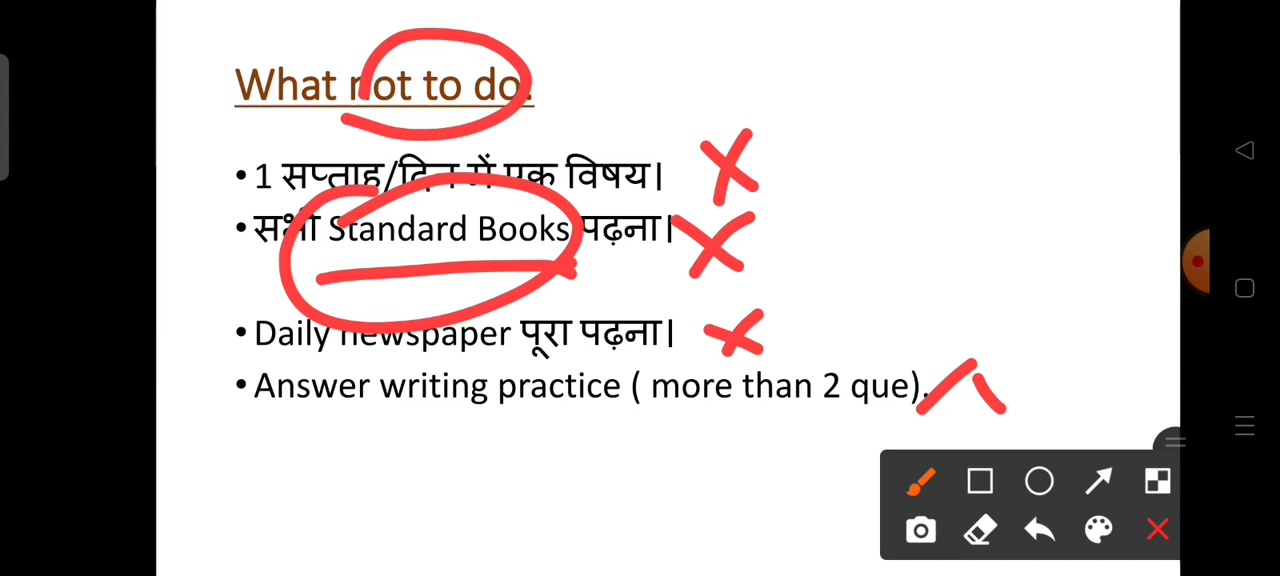 What not to do.
• 1 सप्ताह/दिन में एक विषय।
• सभी Standard Books पढ़ना।
• Daily newspaper पूरा पढ़ना।
• Answer writing practice ( more than 2 que).